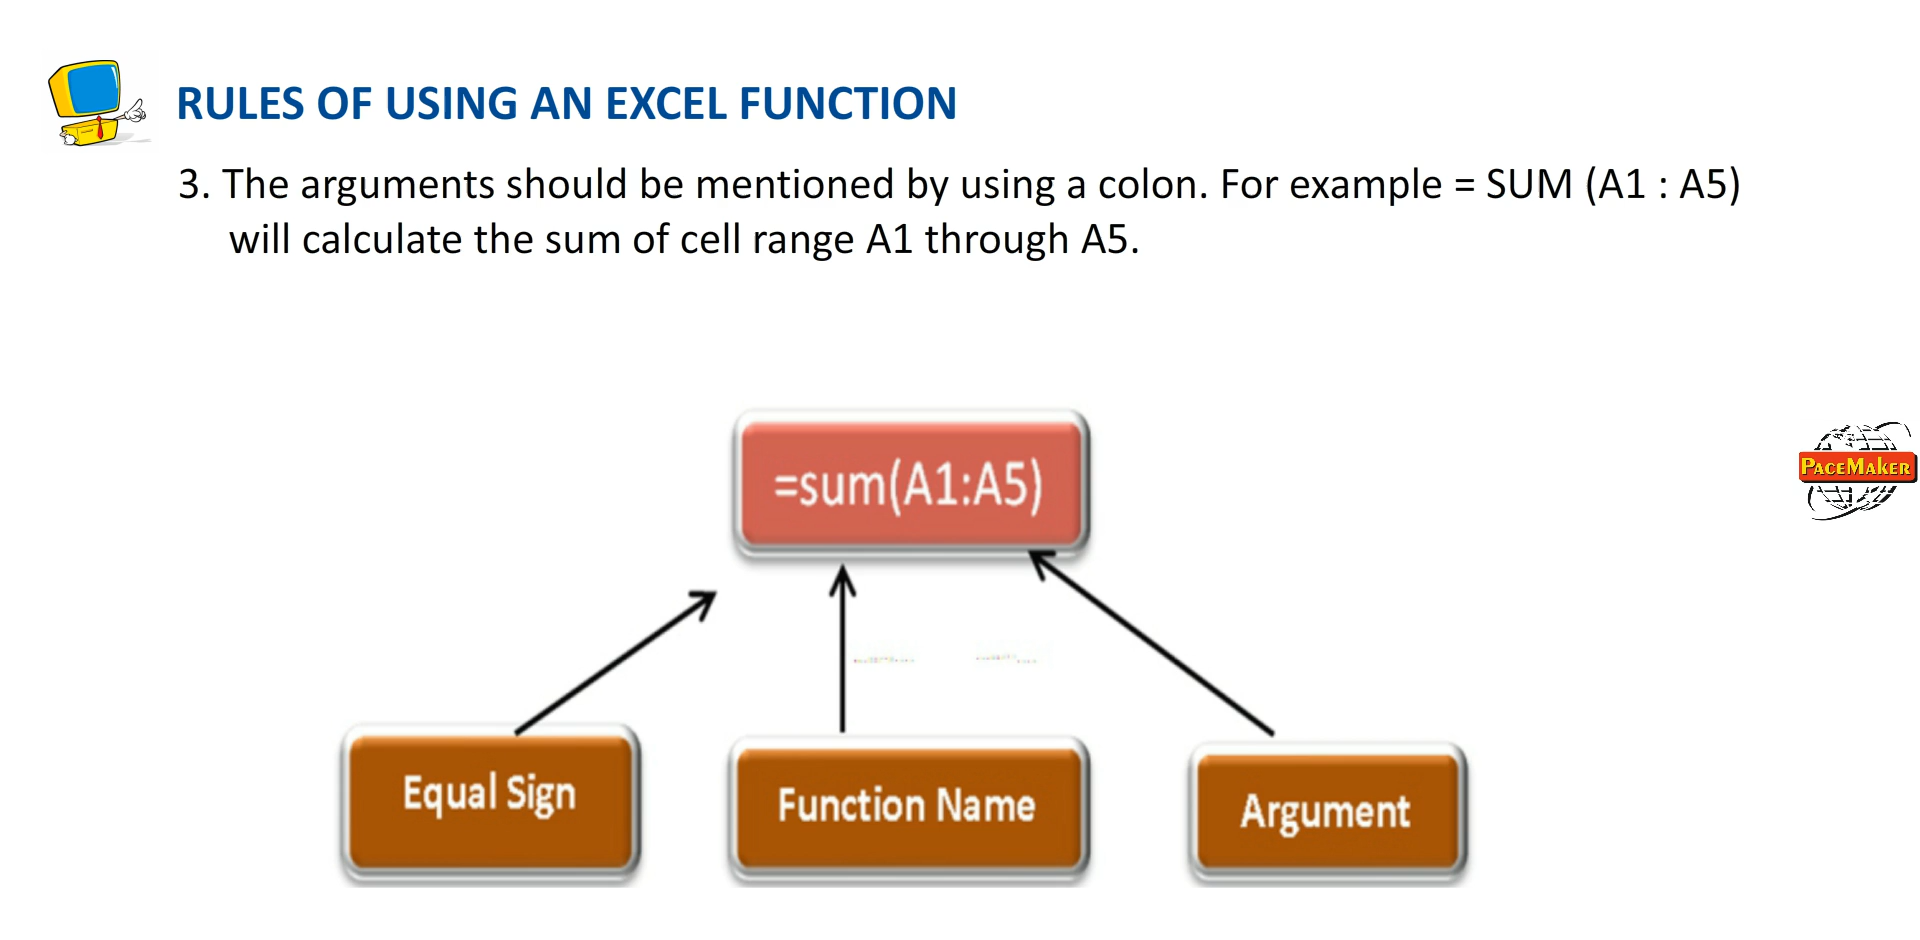 RULES OF USING AN EXCEL FUNCTION
3. The arguments should be mentioned by using a colon. For example = SUM (A1 : A5)
will calculate the sum of cell range A1 through A5.
=sum(A1:A5)
PACEMAKER
Equal Sign
Function Name
Argument